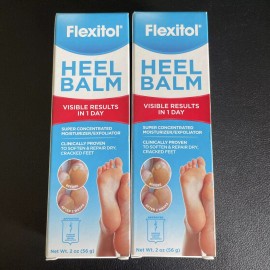 Flexitol®
HEEL
BALM
VISIBLE RESULTS
IN 1 DAY
SUPER CONCENTRATED
MOISTURIZER/EXFOLIATOR
CLINICALLY PROVEN
TO SOFTEN & REPAIR DRY,
CRACKED FEET
Net Wt. 2 oz (56 g)
Flexitol®
HEEL
BALM
VISIBLE RESULTS
IN 1 DAY
SUPER CONCENTRATED
MOISTURIZER/EXFOLIATOR
CLINICALLY PROVEN
TO SOFTEN & REPAIR DRY,
CRACKED FEET
Net Wt. 2 oz (56 g)